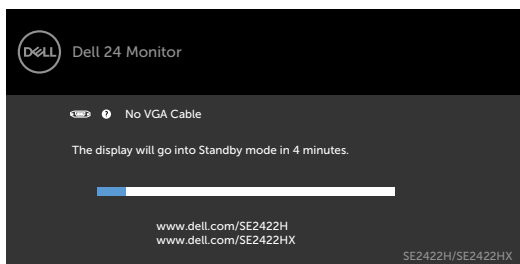 DELL
Dell 24 Monitor
? No VGA Cable
The display will go into Standby mode in 4 minutes.
www.dell.com/SE2422H
www.dell.com/SE2422HX
SE2422H/SE2422HX